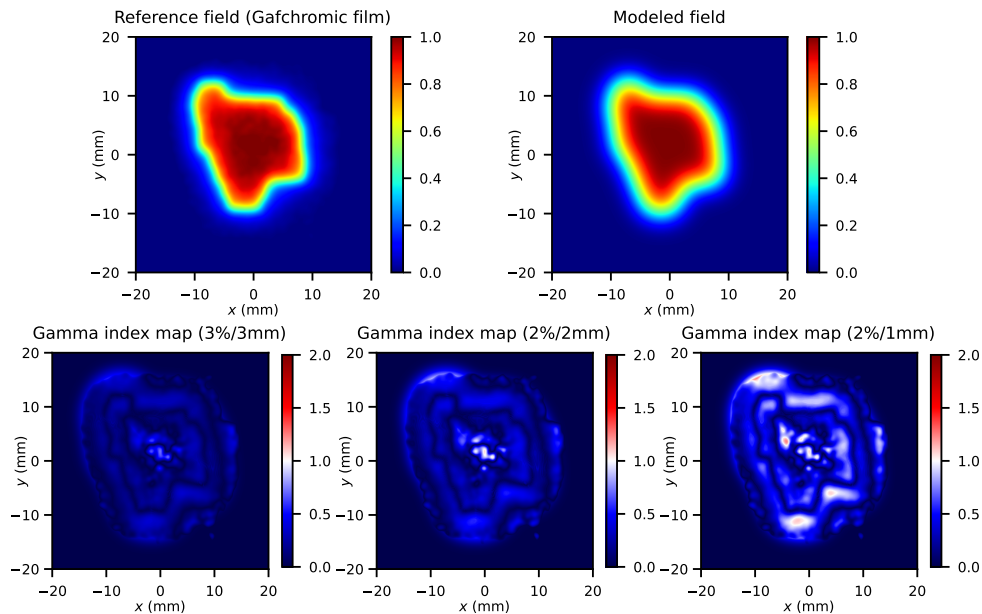 Reference field (Gafchromic film)
Modeled field
20
10
0
−10
−20
y (mm)
−20 −10 0 10 20
x (mm)
1.0
0.8
0.6
0.4
0.2
0.0
20
10
0
−10
−20
y (mm)
−20 −10 0 10 20
x (mm)
1.0
0.8
0.6
0.4
0.2
0.0
Gamma index map (3%/3mm)
Gamma index map (2%/2mm)
Gamma index map (2%/1mm)
20
10
0
−10
−20
y (mm)
−20 −10 0 10 20
x (mm)
2.0
1.5
1.0
0.5
0.0
20
10
0
−10
−20
y (mm)
−20 −10 0 10 20
x (mm)
2.0
1.5
1.0
0.5
0.0
20
10
0
−10
−20
y (mm)
−20 −10 0 10 20
x (mm)
2.0
1.5
1.0
0.5
0.0